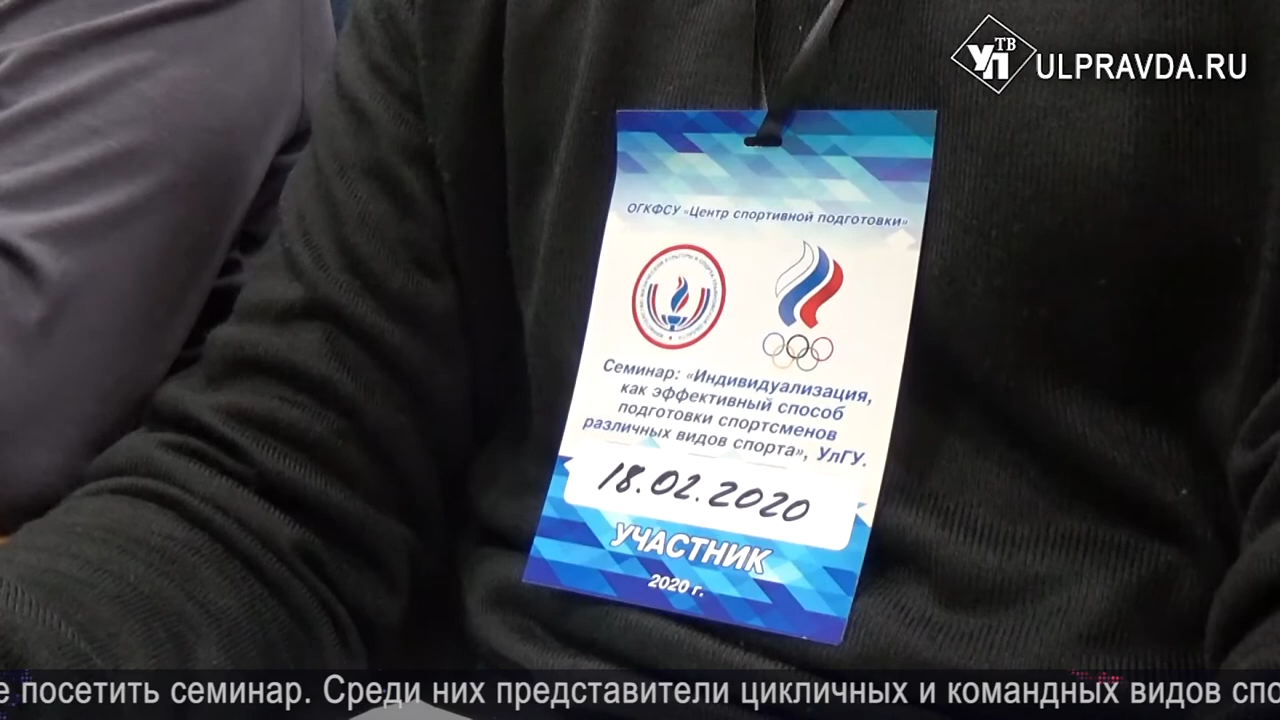 УП ТВ ULPRAVDA.RU
ОГКФСУ «Центр спортивной подготовки»
Семинар: «Индивидуализация,
как эффективный способ
подготовки спортсменов
различных видов спорта», УлГУ.
18.02.2020
УЧАСТНИК
2020 г.
е посетить семинар. Среди них представители цикличных и командных видов спо